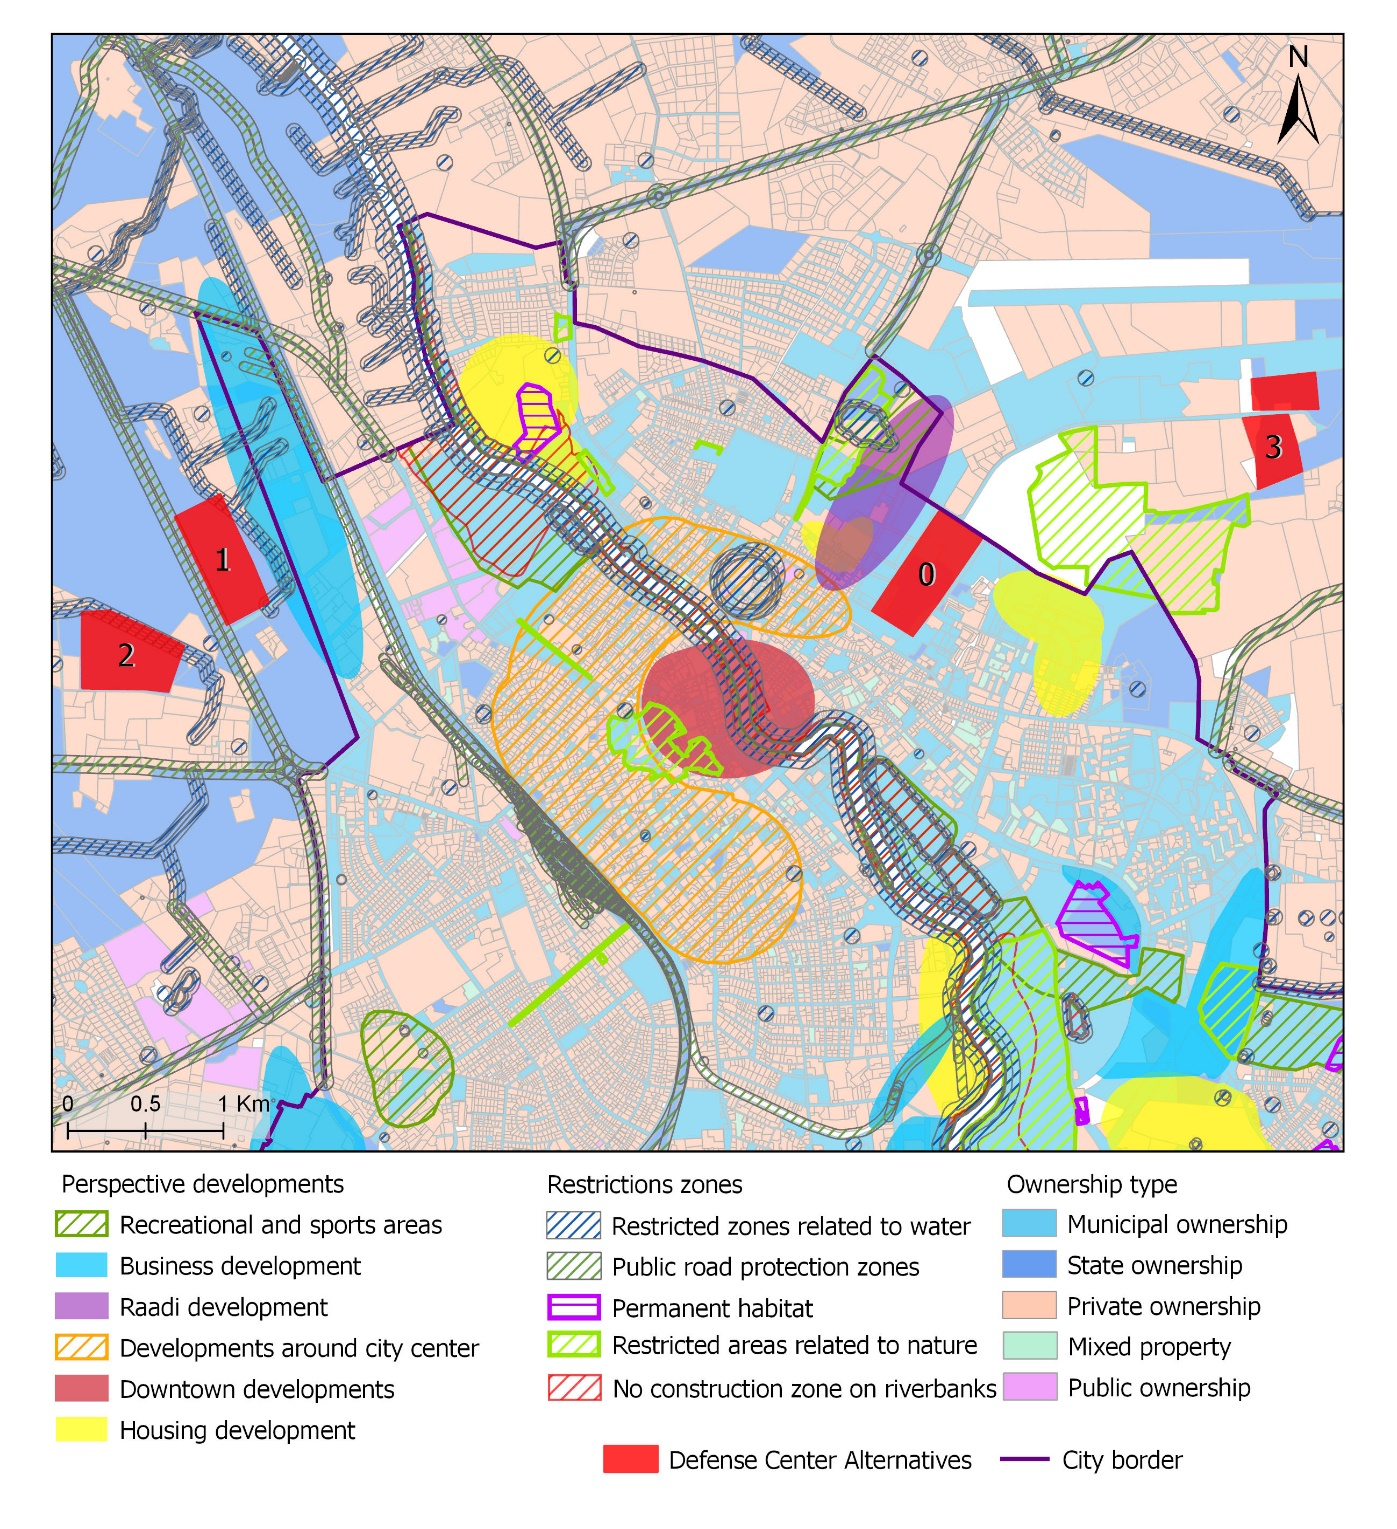 N
3
1
0
2
0 0.5 1 Km
Perspective developments
Recreational and sports areas
Business development
Raadi development
Developments around city center
Downtown developments
Housing development
Restrictions zones
Restricted zones related to water
Public road protection zones
Permanent habitat
Restricted areas related to nature
No construction zone on riverbanks
Ownership type
Municipal ownership
State ownership
Private ownership
Mixed property
Public ownership
Defense Center Alternatives
City border